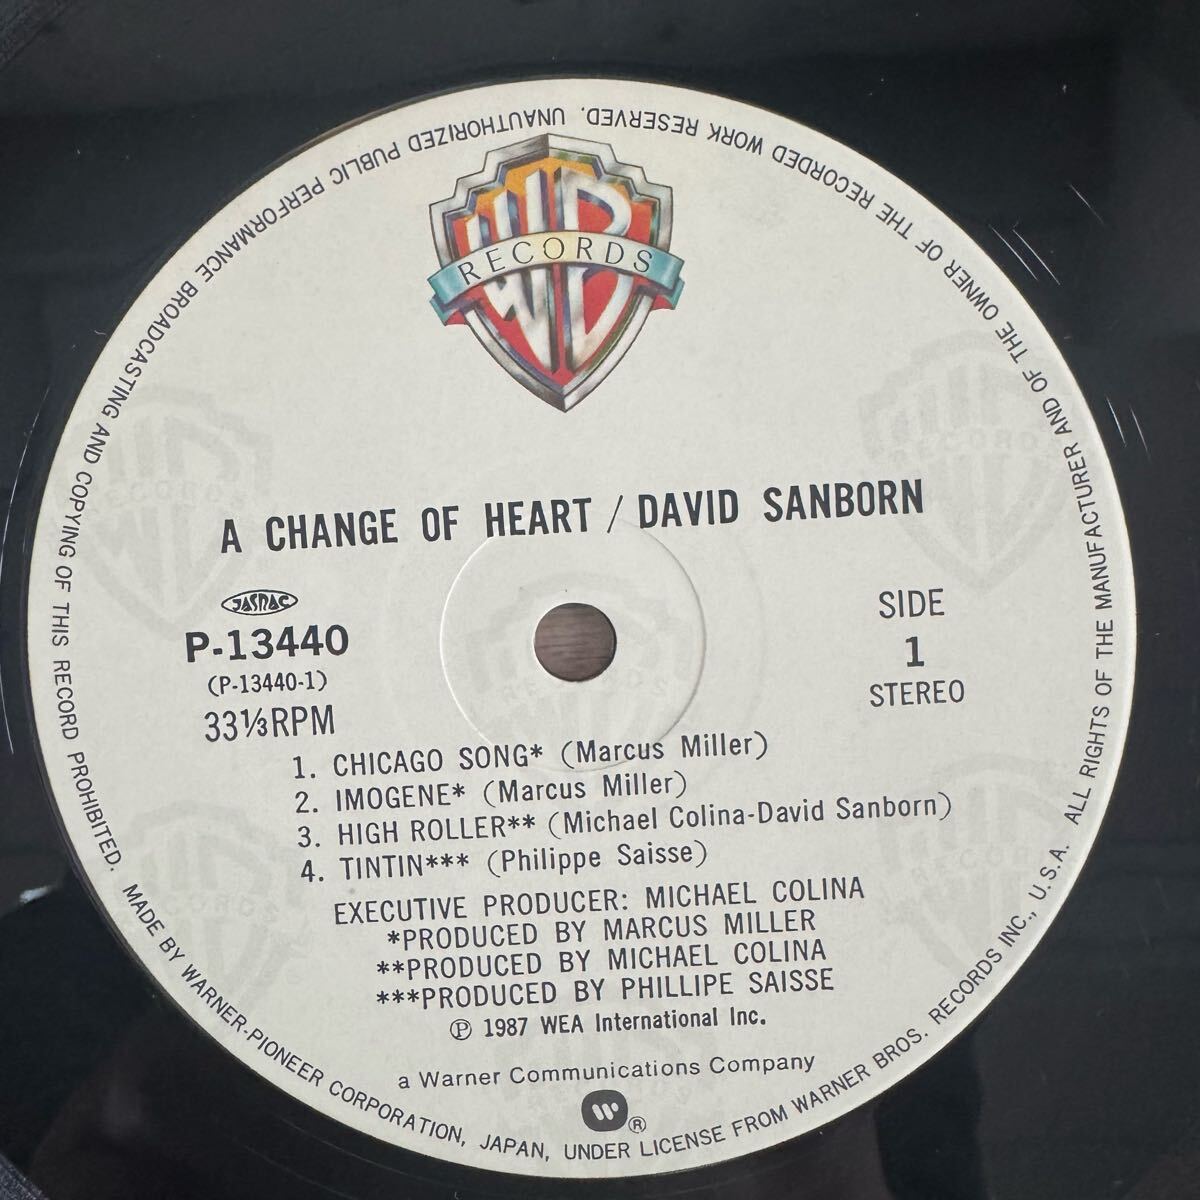 WB
RECORDS
A CHANGE OF HEART / DAVID SANBORN
JASRAC
P-13440
(P-13440-1)
33⅓RPM
SIDE
1
STEREO
1. CHICAGO SONG* (Marcus Miller)
2. IMOGENE* (Marcus Miller)
3. HIGH ROLLER** (Michael Colina-David Sanborn)
4. TINTIN*** (Philippe Saisse)
EXECUTIVE PRODUCER: MICHAEL COLINA
*PRODUCED BY MARCUS MILLER
**PRODUCED BY MICHAEL COLINA
***PRODUCED BY PHILLIPE SAISSE
Ⓟ 1987 WEA International Inc.
a Warner Communications Company
®
MADE BY WARNER-PIONEER CORPORATION, JAPAN, UNDER LICENSE FROM WARNER BROS. RECORDS INC., U.S.A. ALL RIGHTS OF THE MANUFACTURER AND OF THE OWNER OF THE RECORDED WORK RESERVED. UNAUTHORIZED PUBLIC PERFORMANCE BROADCASTING AND COPYING OF THIS RECORD PROHIBITED.